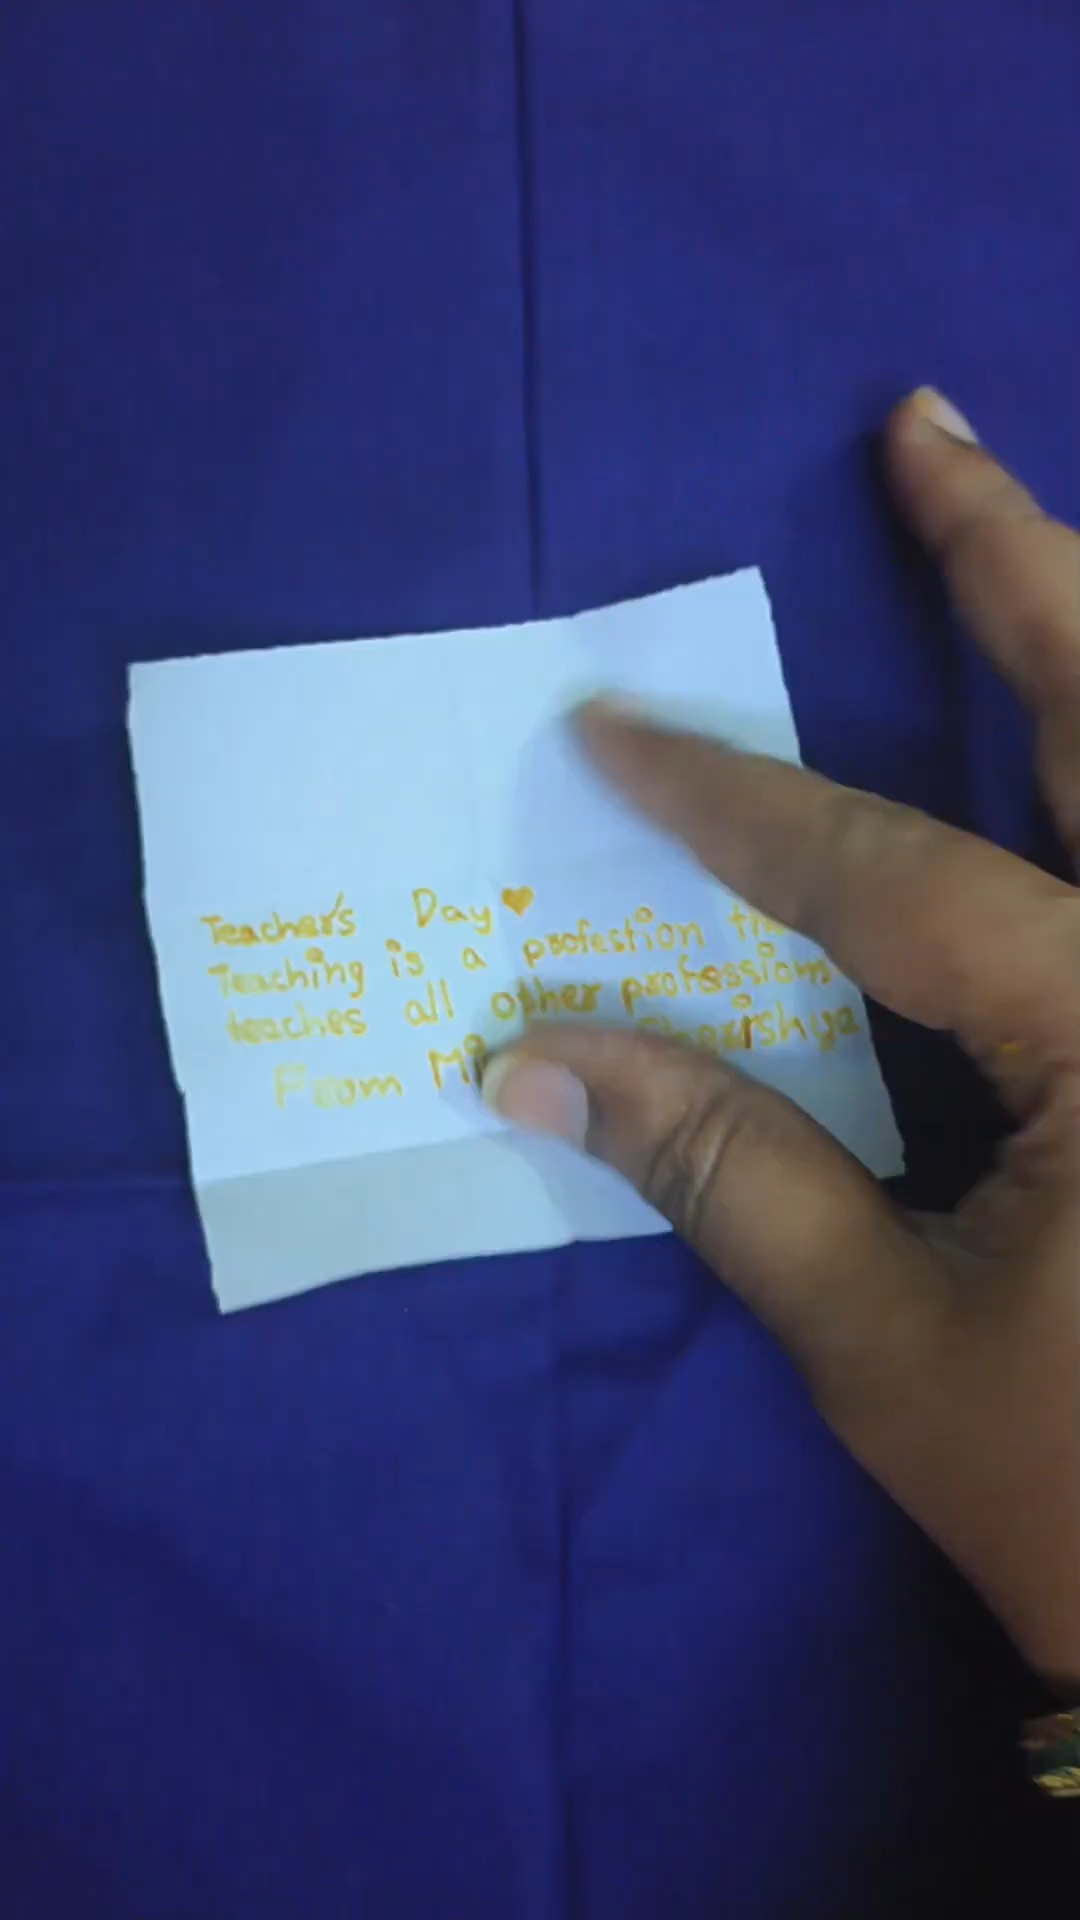 Teacher's Day
Teaching is a profestion
teaches all other professions
From